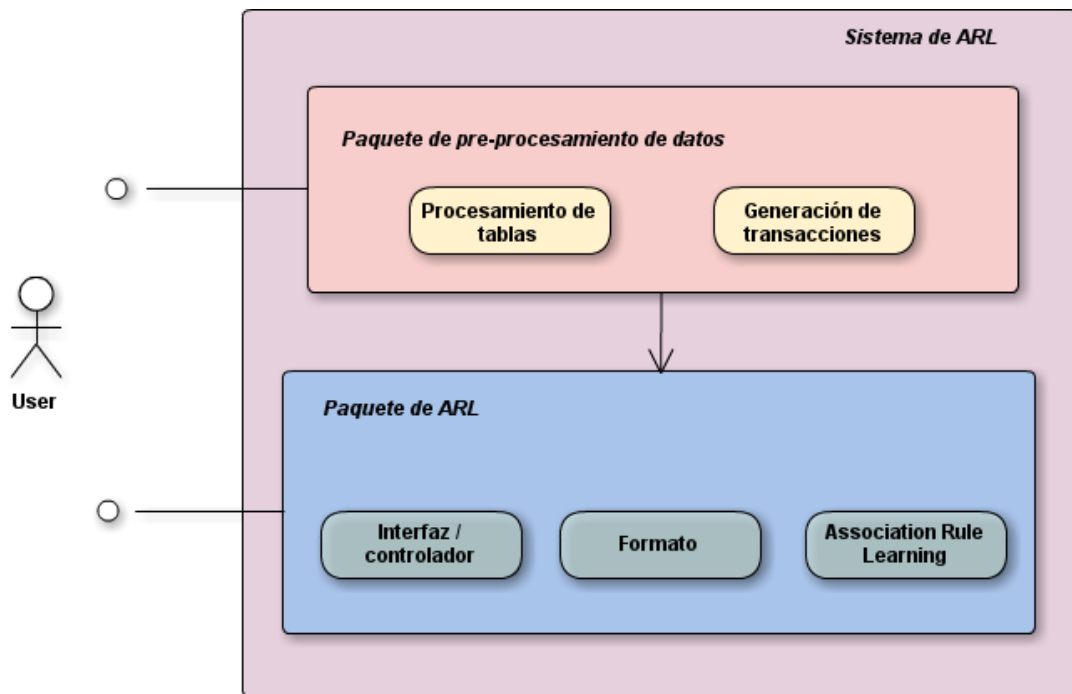 Sistema de ARL
Paquete de pre-procesamiento de datos
Procesamiento de
tablas
Generación de
transacciones
User
Paquete de ARL
Interfaz /
controlador
Formato
Association Rule
Learning